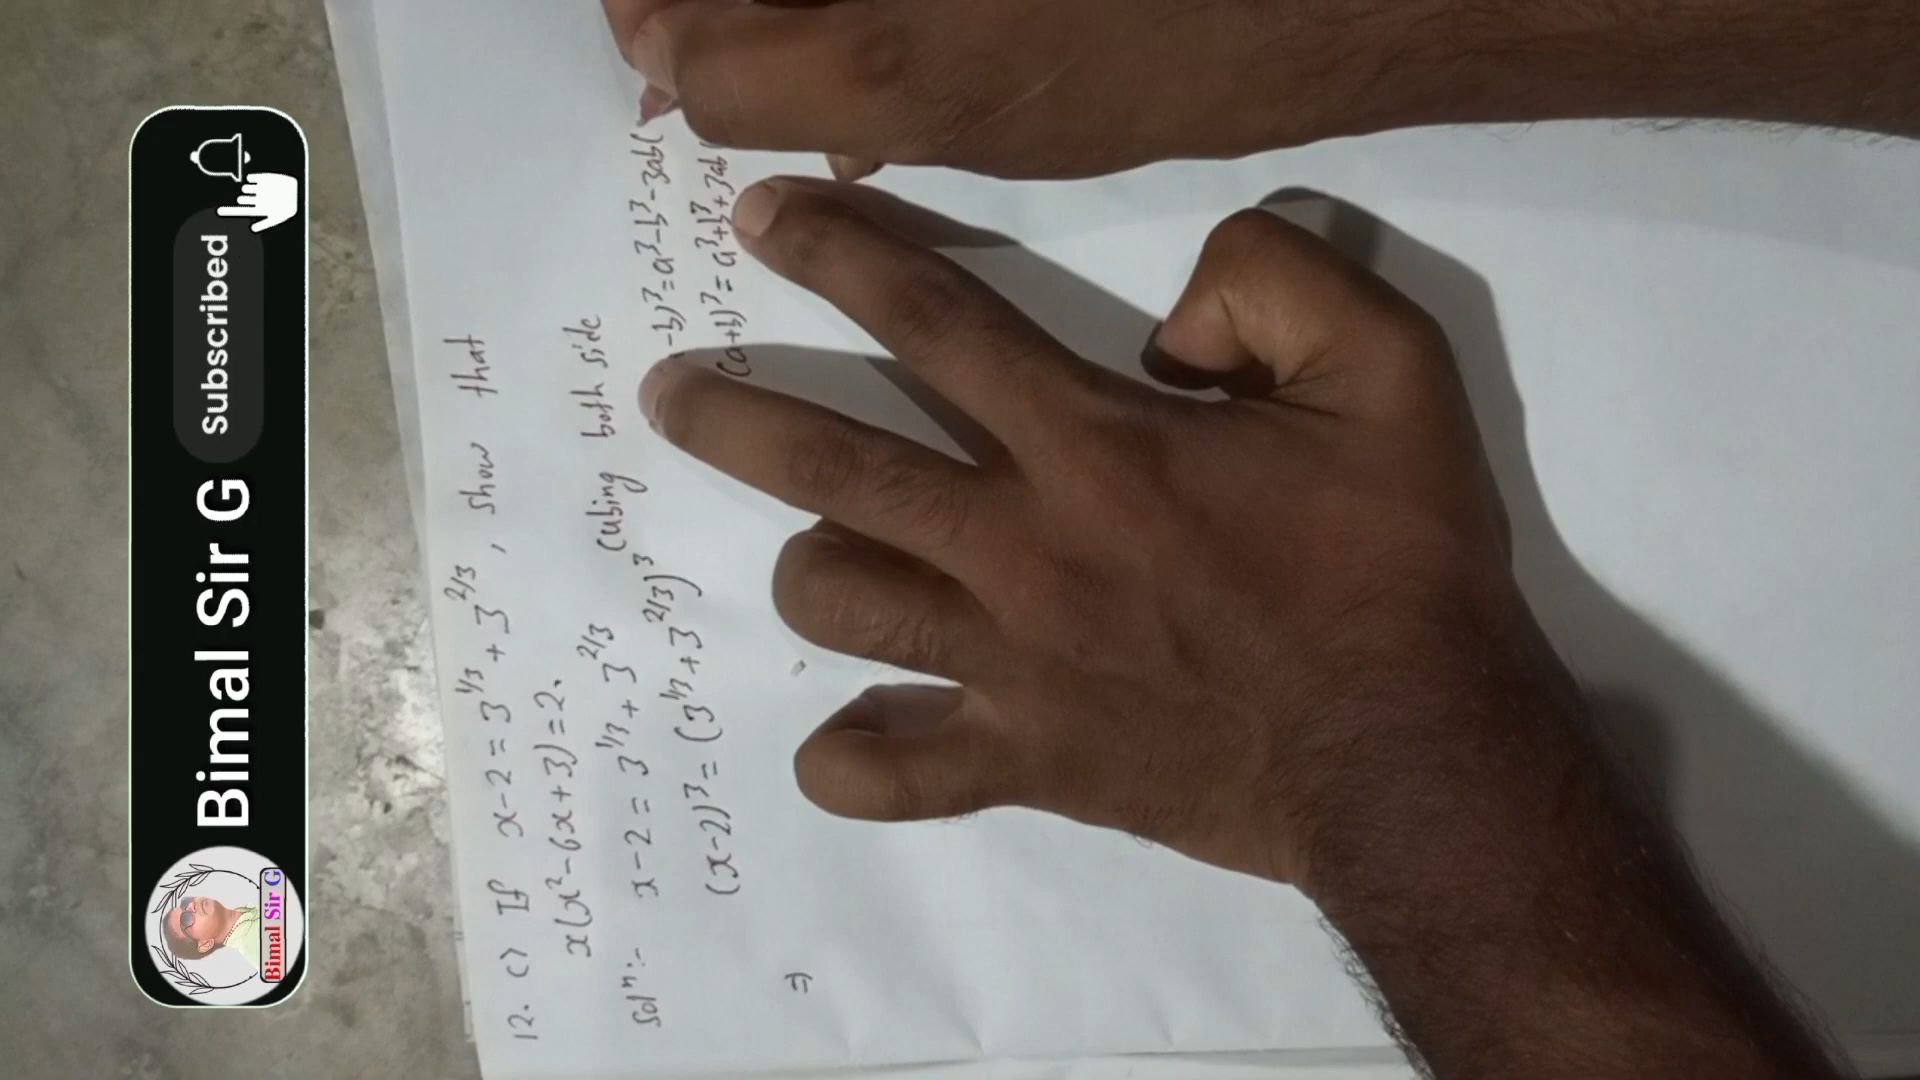 Bimal Sir G
Subscribed
Bimal Sir G
12. c) If x-2 = 3^1/3 + 3^2/3, show that
x(x²-6x+3)=2.
Solⁿ:- x-2 = 3^1/3 + 3^2/3 cubing both side
(x-2)³ = (3^1/3 + 3^2/3)³
-b)³ = a³-b³-3ab(
(a+b)³ = a³+b³+3ab(
=)